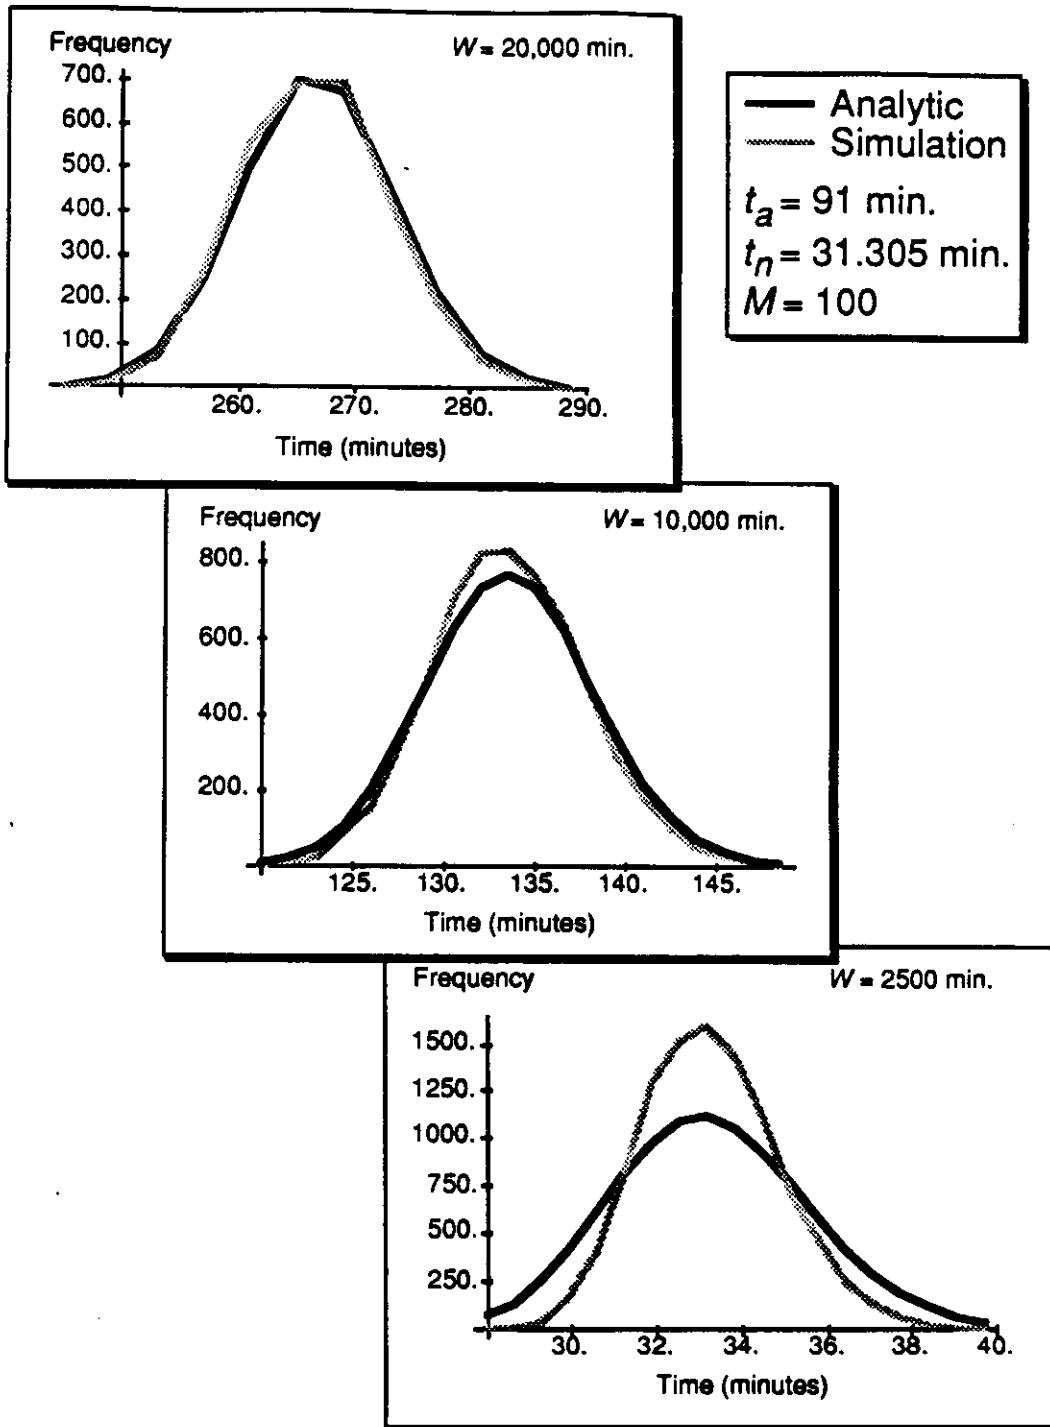 Frequency
W = 20,000 min.
700.
600.
500.
400.
300.
200.
100.
260. 270. 280. 290.
Time (minutes)
Analytic
Simulation
t_a = 91 min.
t_n = 31.305 min.
M = 100
Frequency
W = 10,000 min.
800.
600.
400.
200.
125. 130. 135. 140. 145.
Time (minutes)
Frequency
W = 2500 min.
1500.
1250.
1000.
750.
500.
250.
30. 32. 34. 36. 38. 40.
Time (minutes)